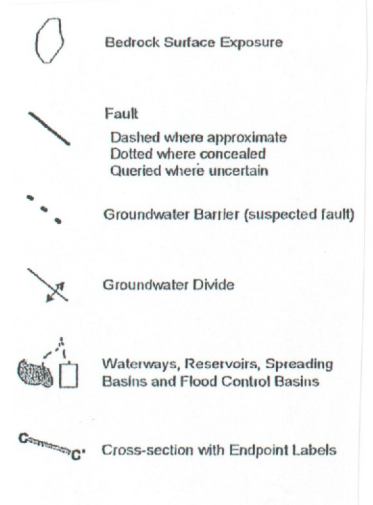 Bedrock Surface Exposure
Fault
Dashed where approximate
Dotted where concealed
Queried where uncertain
Groundwater Barrier (suspected fault)
Groundwater Divide
Waterways, Reservoirs, Spreading
Basins and Flood Control Basins
C C' Cross-section with Endpoint Labels